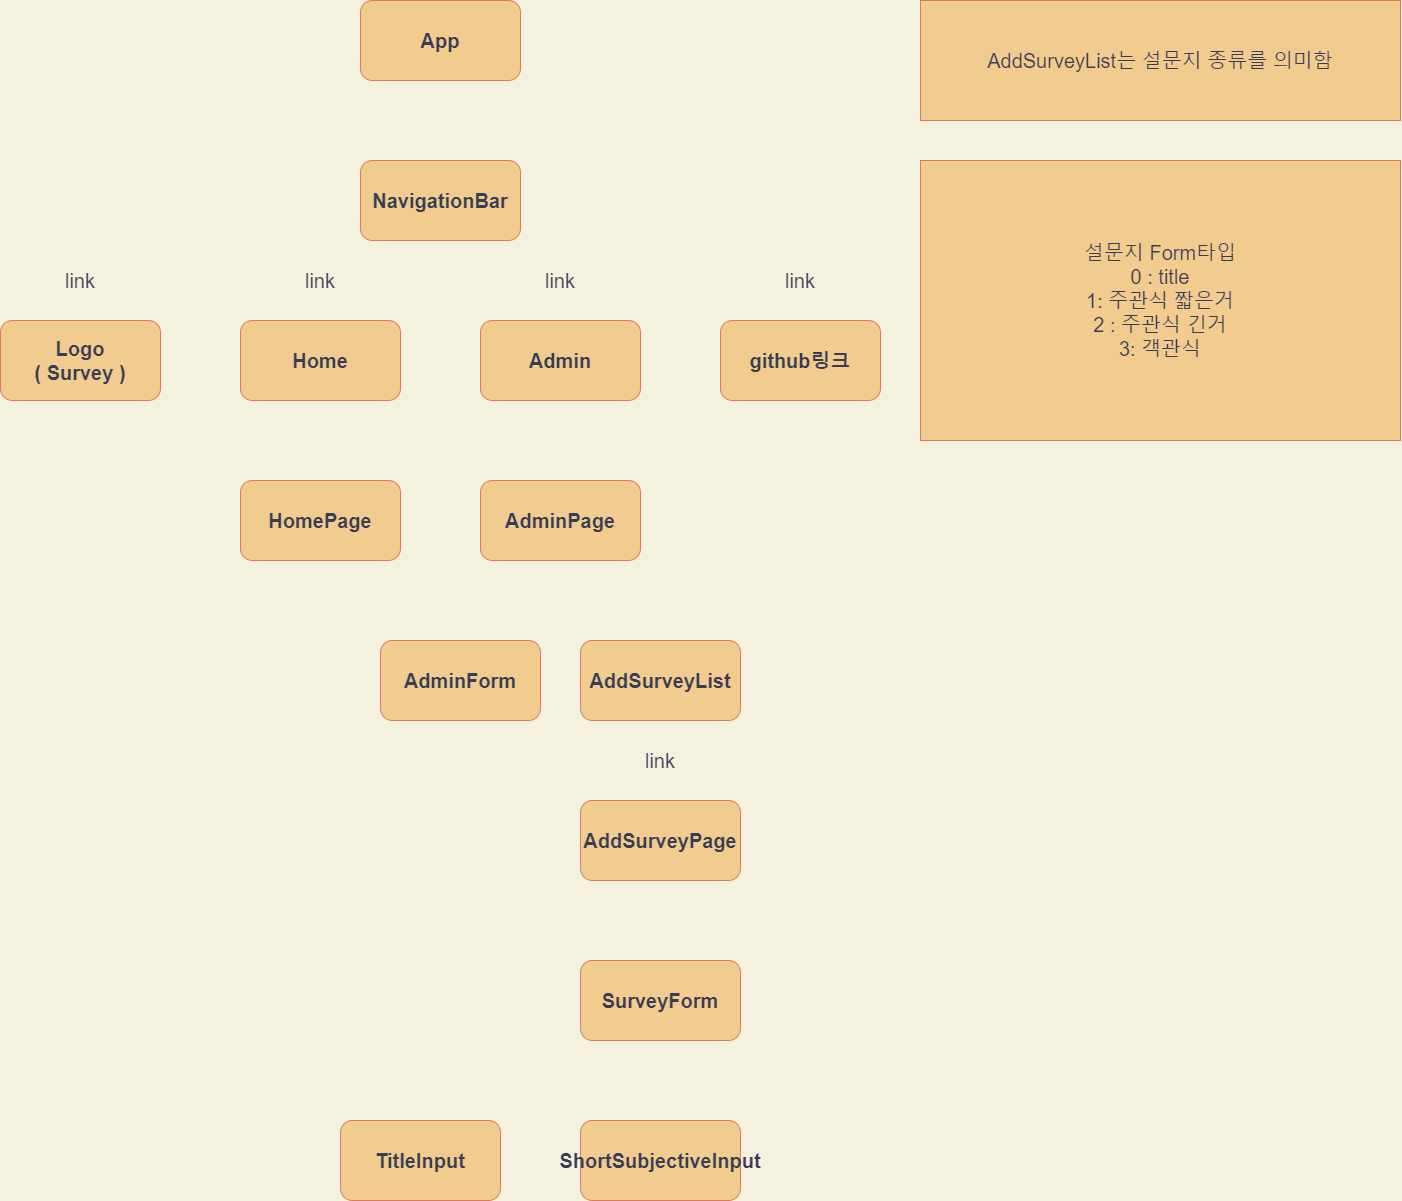 App
AddSurveyList는 설문지 종류를 의미함
NavigationBar
설문지 Form타입
0 : title
1: 주관식 짧은거
2 : 주관식 긴거
3: 객관식
link
link
link
link
Logo
( Survey )
Home
Admin
github링크
HomePage
AdminPage
AdminForm
AddSurveyList
link
AddSurveyPage
SurveyForm
TitleInput
ShortSubjectiveInput